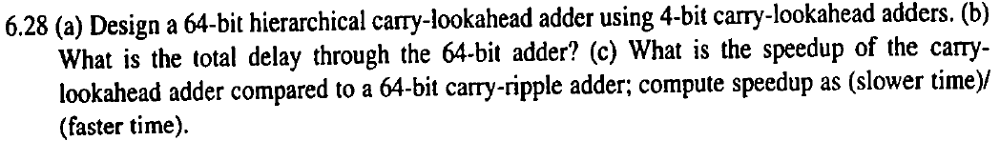 6.28 (a) Design a 64-bit hierarchical carry-lookahead adder using 4-bit carry-lookahead adders. (b)
What is the total delay through the 64-bit adder? (c) What is the speedup of the carry-
lookahead adder compared to a 64-bit carry-ripple adder; compute speedup as (slower time)/
(faster time).